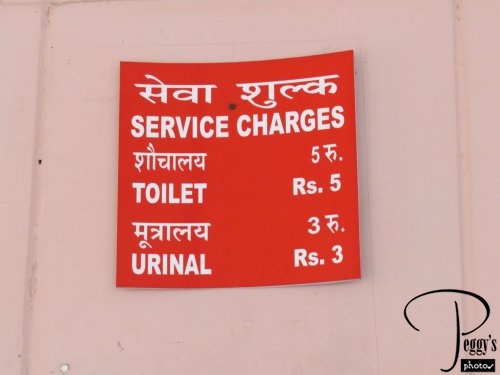 सेवा शुल्क
SERVICE CHARGES
शौचालय 5 रु.
TOILET Rs. 5
मूत्रालय 3 रु.
URINAL Rs. 3
Peggy's
photos